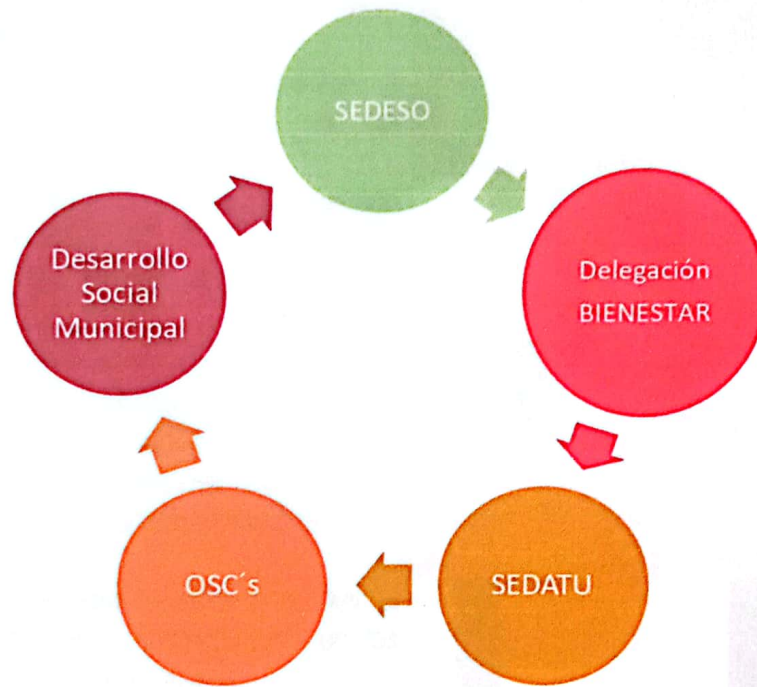 SEDESO
Delegación
BIENESTAR
SEDATU
OSC´s
Desarrollo
Social
Municipal